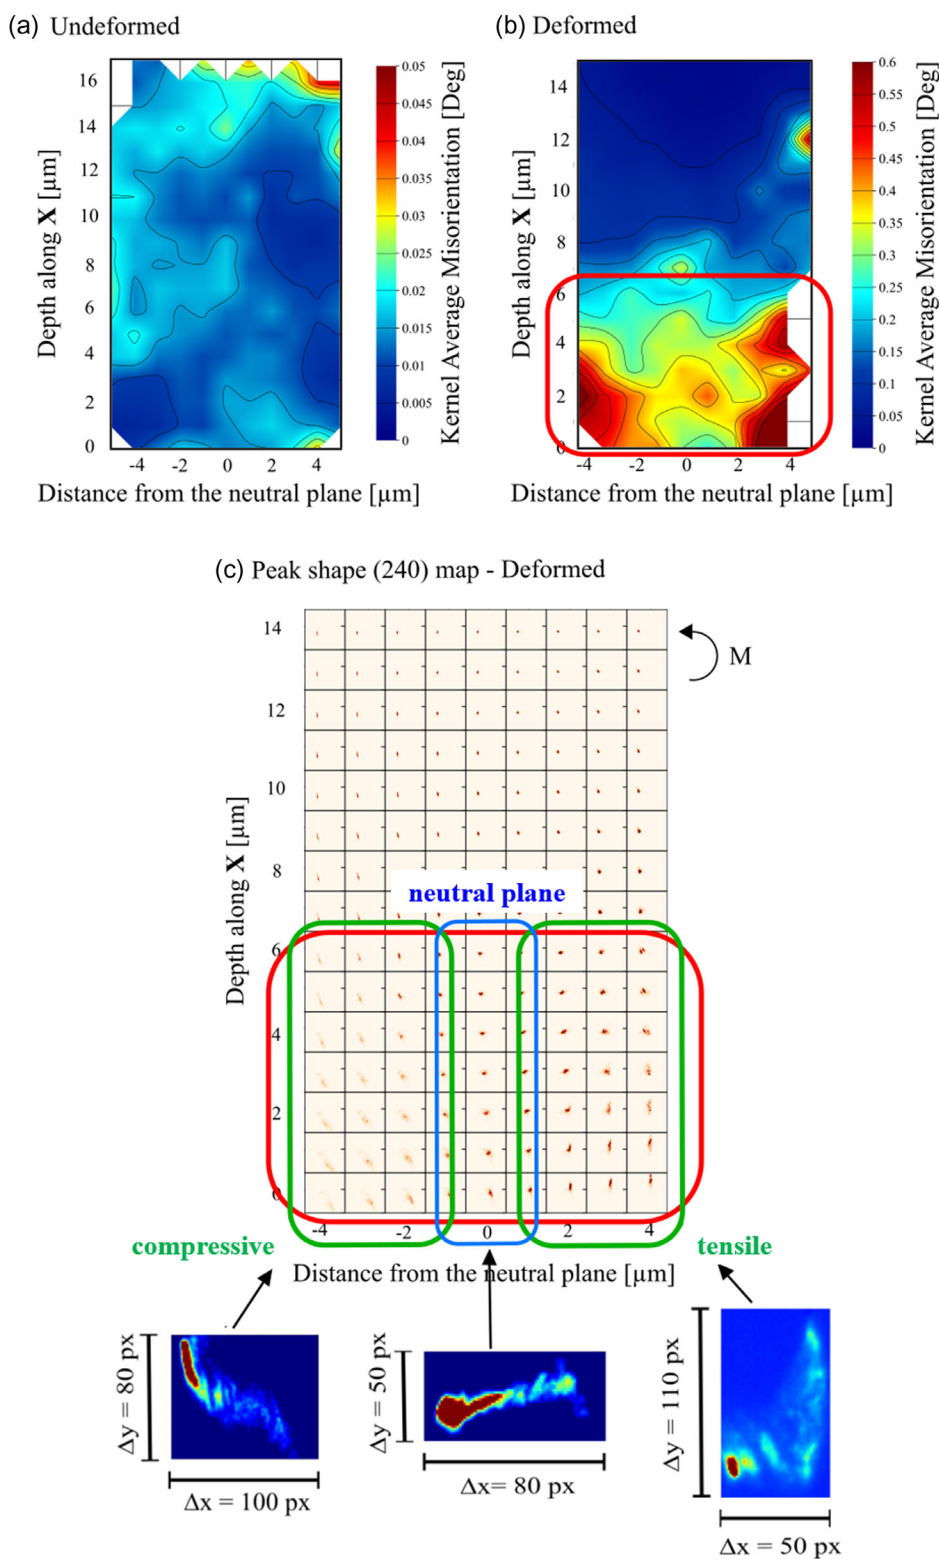 (a) Undeformed
16
14
12
10
8
6
4
2
0
-4 -2 0 2 4
Depth along X [µm]
Distance from the neutral plane [µm]
0.05
0.045
0.04
0.035
0.03
0.025
0.02
0.015
0.01
0.005
0
Kernel Average Misorientation [Deg]
(b) Deformed
14
12
10
8
6
4
2
0
-4 -2 0 2 4
Depth along X [µm]
Distance from the neutral plane [µm]
0.6
0.55
0.5
0.45
0.4
0.35
0.3
0.25
0.2
0.15
0.1
0.05
0
Kernel Average Misorientation [Deg]
(c) Peak shape (240) map - Deformed
14
12
10
8
6
4
2
0
Depth along X [µm]
M
neutral plane
-4 -2 0 2 4
compressive
tensile
Distance from the neutral plane [µm]
Δy = 80 px
Δx = 100 px
Δy = 50 px
Δx= 80 px
Δy = 110 px
Δx = 50 px